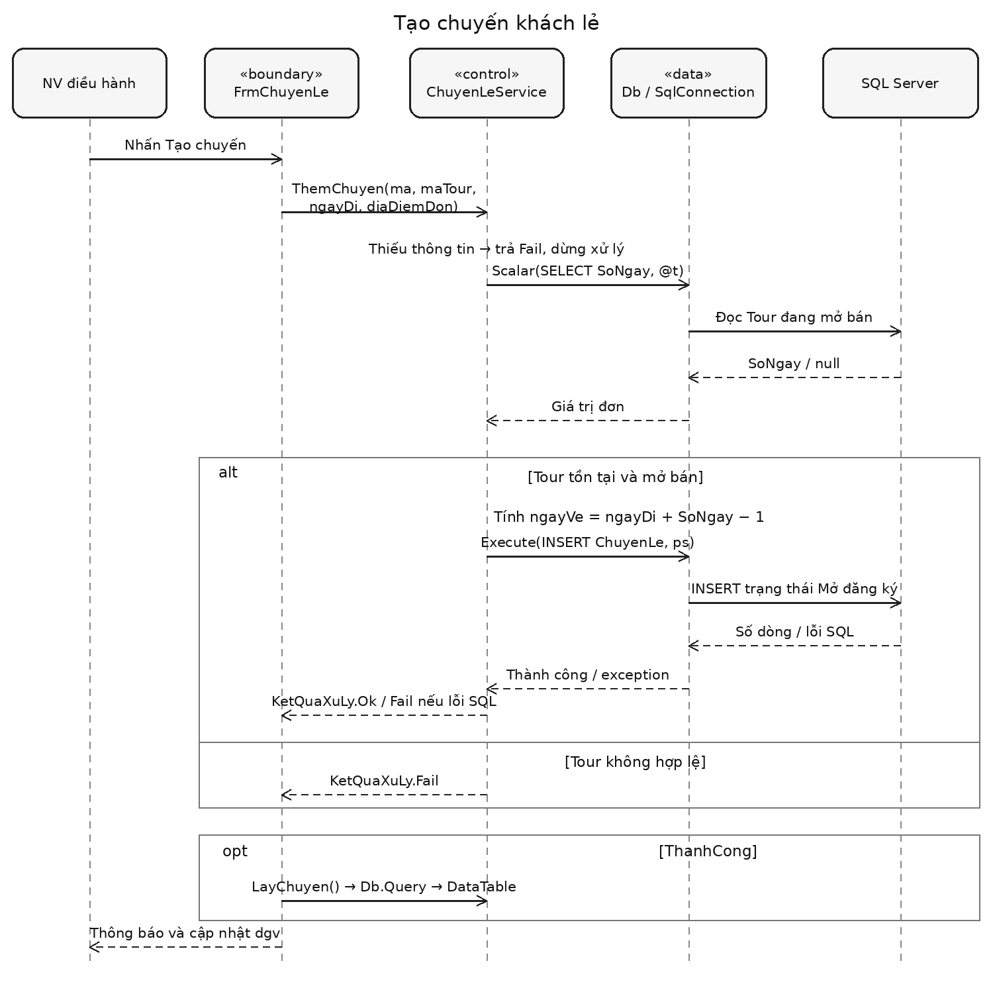 Tạo chuyến khách lẻ
NV điều hành
«boundary»
FrmChuyenLe
«control»
ChuyenLeService
«data»
Db / SqlConnection
SQL Server
Nhấn Tạo chuyến
ThemChuyen(ma, maTour,
ngayDi, diaDiemDon)
Thiếu thông tin → trả Fail, dừng xử lý
Scalar(SELECT SoNgay, @t)
Đọc Tour đang mở bán
SoNgay / null
Giá trị đơn
alt
[Tour tồn tại và mở bán]
Tính ngayVe = ngayDi + SoNgay − 1
Execute(INSERT ChuyenLe, ps)
INSERT trạng thái Mở đăng ký
Số dòng / lỗi SQL
Thành công / exception
KetQuaXuLy.Ok / Fail nếu lỗi SQL
[Tour không hợp lệ]
KetQuaXuLy.Fail
opt
[ThanhCong]
LayChuyen() → Db.Query → DataTable
Thông báo và cập nhật dgv